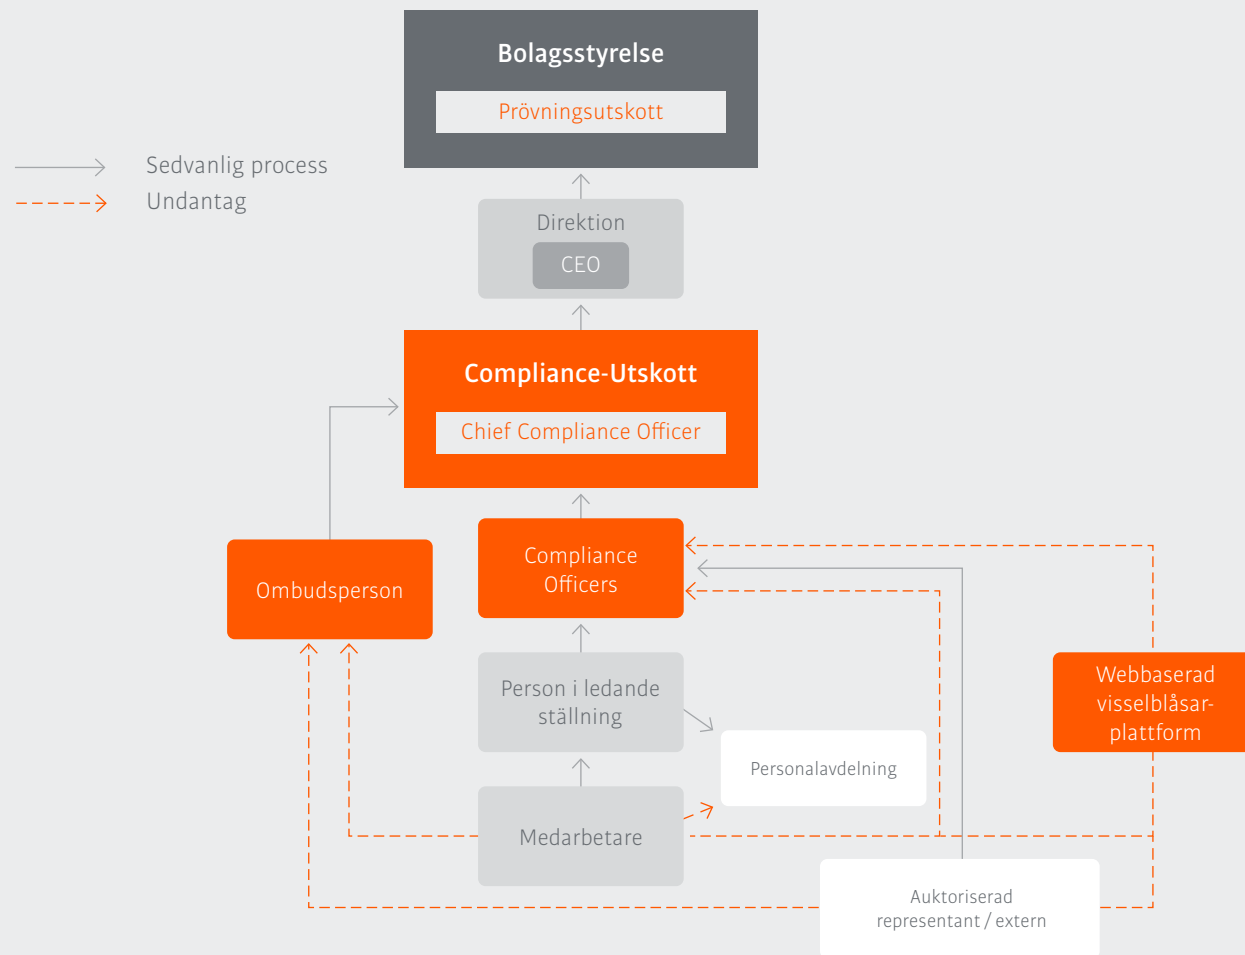 Bolagsstyrelse
Prövningsutskott
Sedvanlig process
Undantag
Direktion
CEO
Compliance-Utskott
Chief Compliance Officer
Compliance
Officers
Ombudsperson
Person i ledande
ställning
Webbaserad
visselblåsar-
plattform
Personalavdelning
Medarbetare
Auktoriserad
representant / extern